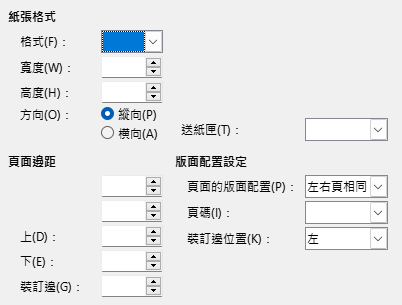 紙張格式
格式(F)：
寬度(W)：
高度(H)：
方向(O)：
縱向(P)
橫向(A)
送紙匣(T)：
頁面邊距
上(D)：
下(E)：
裝訂邊(G)：
版面配置設定
頁面的版面配置(P)：
左右頁相同
頁碼(I)：
裝訂邊位置(K)：
左